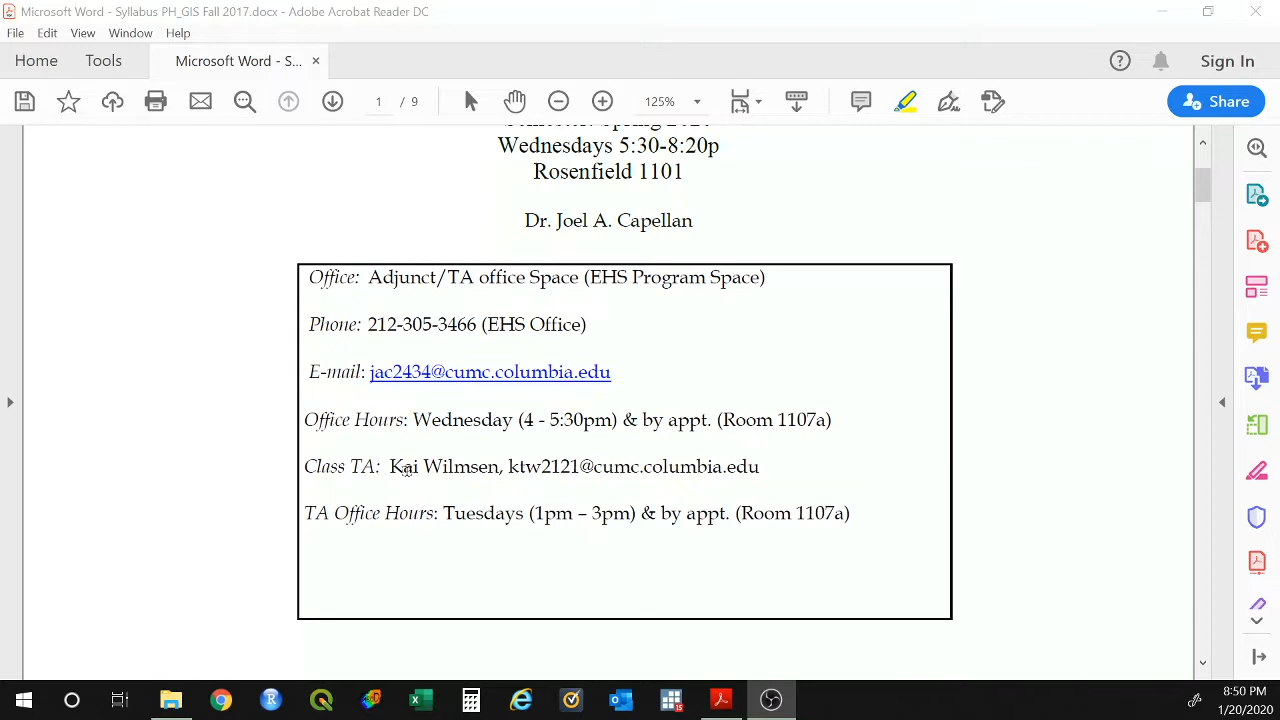 Microsoft Word - Syllabus PH_GIS Fall 2017.docx - Adobe Acrobat Reader DC
File Edit View Window Help
Home Tools Microsoft Word - S... × Sign In
1 / 9 125% Share
Wednesdays 5:30-8:20p
Rosenfield 1101
Dr. Joel A. Capellan
Office: Adjunct/TA office Space (EHS Program Space)
Phone: 212-305-3466 (EHS Office)
E-mail: jac2434@cumc.columbia.edu
Office Hours: Wednesday (4 - 5:30pm) & by appt. (Room 1107a)
Class TA: Kai Wilmsen, ktw2121@cumc.columbia.edu
TA Office Hours: Tuesdays (1pm – 3pm) & by appt. (Room 1107a)
8:50 PM
1/20/2020